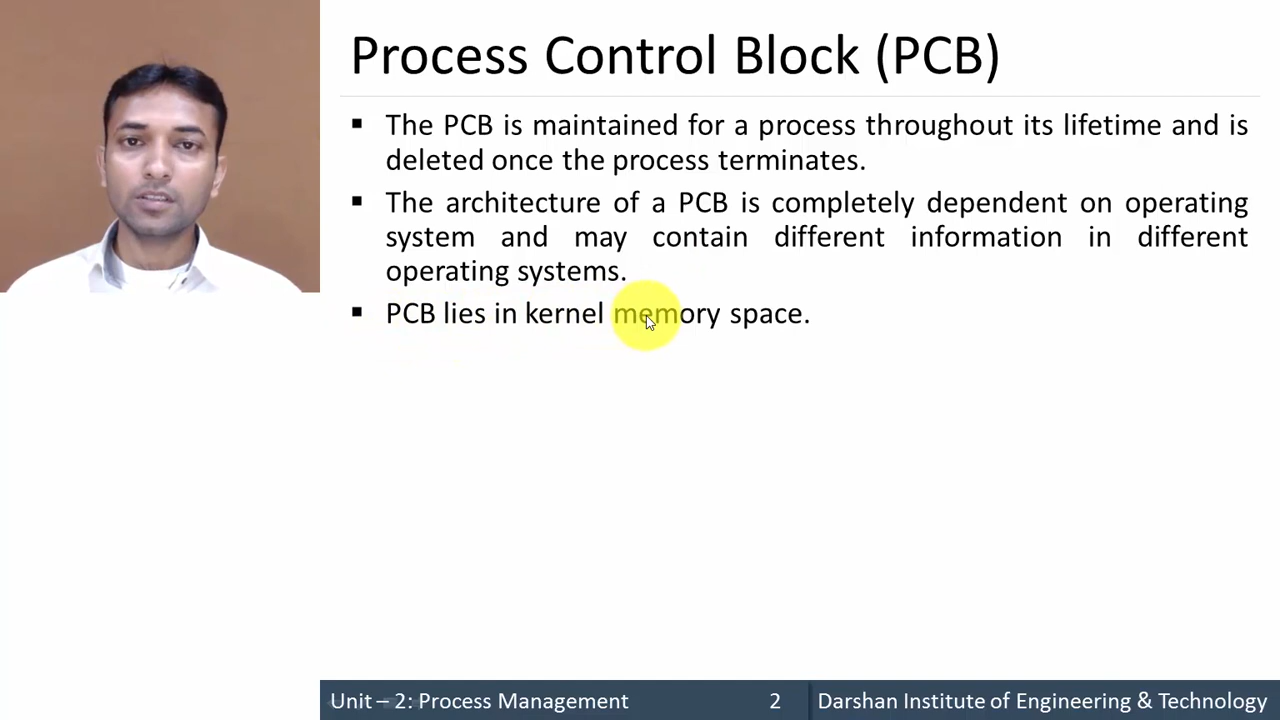 Process Control Block (PCB)
▪ The PCB is maintained for a process throughout its lifetime and is
deleted once the process terminates.
▪ The architecture of a PCB is completely dependent on operating
system and may contain different information in different
operating systems.
▪ PCB lies in kernel memory space.
Unit – 2: Process Management 2 Darshan Institute of Engineering & Technology